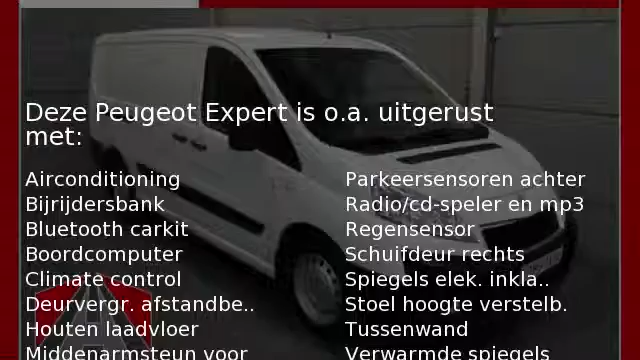 Deze Peugeot Expert is o.a. uitgerust
met:
Airconditioning
Bijrijdersbank
Bluetooth carkit
Boordcomputer
Climate control
Deurvergr. afstandbe..
Houten laadvloer
Middenarmsteun voor
Parkeersensoren achter
Radio/cd-speler en mp3
Regensensor
Schuifdeur rechts
Spiegels elek. inkla..
Stoel hoogte verstelb.
Tussenwand
Verwarmde spiegels